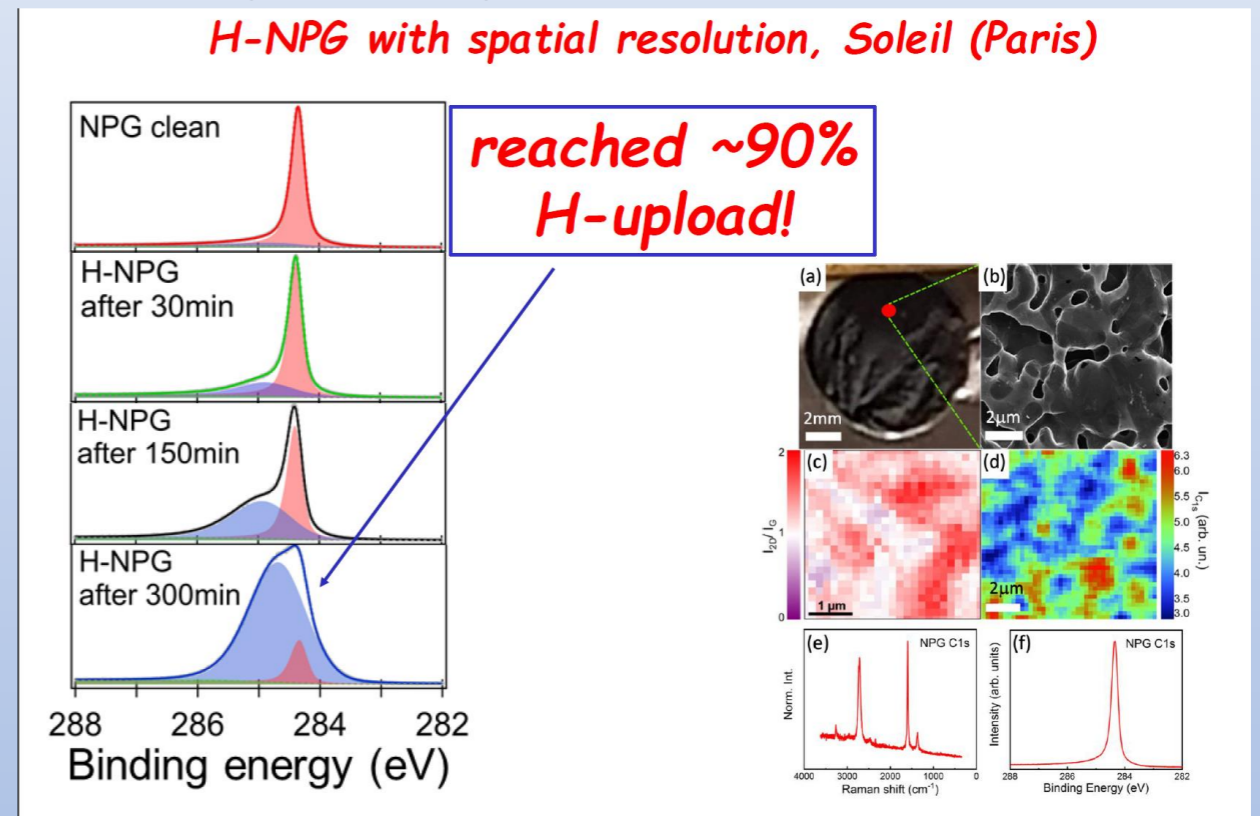 H-NPG with spatial resolution, Soleil (Paris)
NPG clean
H-NPG
after 30min
H-NPG
after 150min
H-NPG
after 300min
288 286 284 282
Binding energy (eV)
reached ~90%
H-upload!
(a)
2mm
(b)
2µm
(c)
2
1
0
I2D/ IG
1 µm
(d)
2µm
6.3
6.0
5.5
5.0
4.5
4.0
3.5
3.0
IC1s (arb. un.)
(e)
NPG C1s
Norm. Int.
4000 3000 2000 1000 0
Raman shift (cm-1)
(f)
NPG C1s
Intensity (arb. units)
288 286 284 282
Binding Energy (eV)